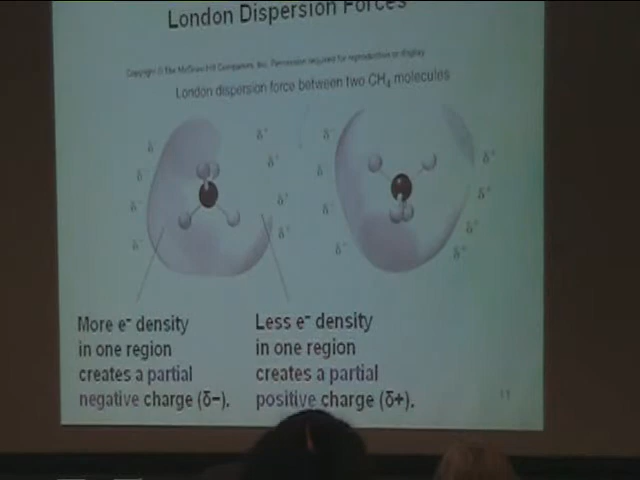 London Dispersion Forces
Copyright © The McGraw-Hill Companies, Inc. Permission required for reproduction or display
London dispersion force between two CH₄ molecules
δ⁻ δ⁺ δ⁻ δ⁺
δ⁻ δ⁺ δ⁻ δ⁺
δ⁻ δ⁺ δ⁻ δ⁺
δ⁻ δ⁺ δ⁻ δ⁺
More e⁻ density
in one region
creates a partial
negative charge (δ−).
Less e⁻ density
in one region
creates a partial
positive charge (δ+).